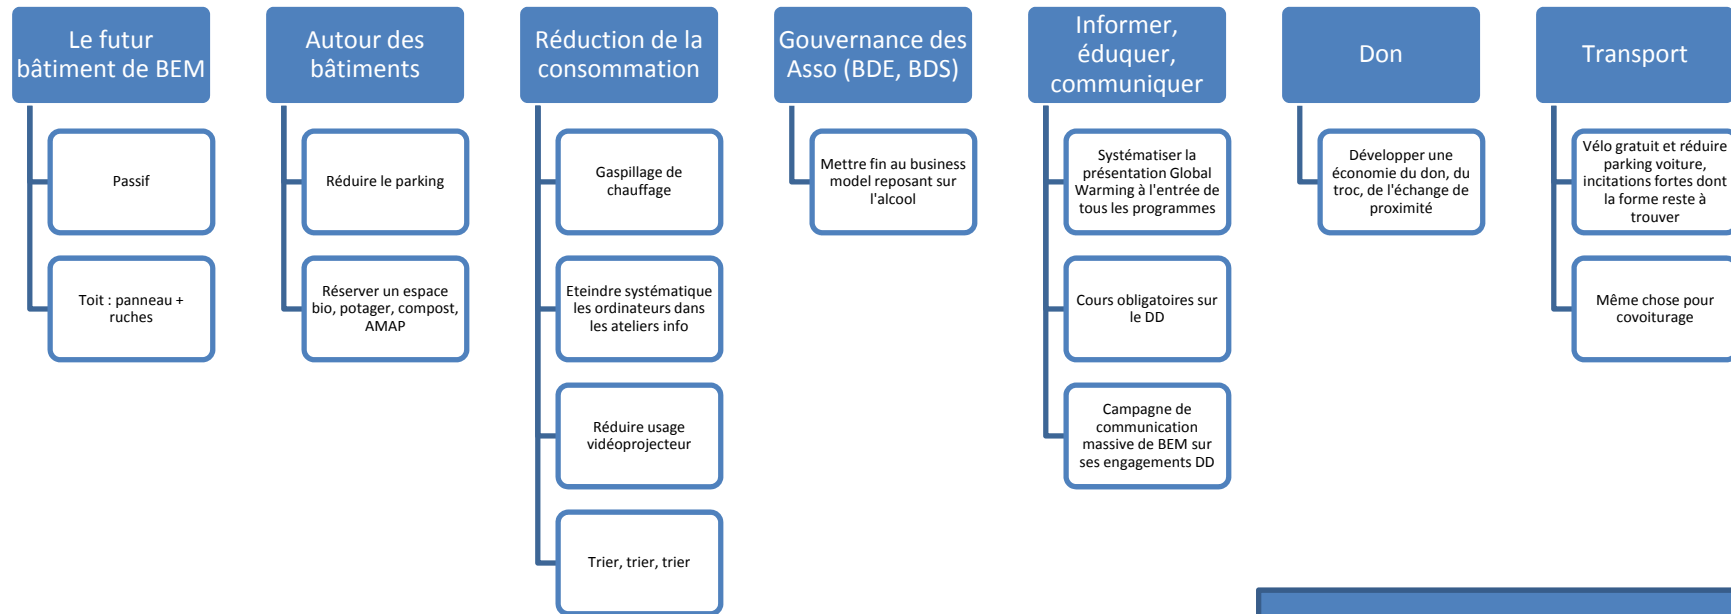 Le futur
bâtiment de BEM
Passif
Toit : panneau +
ruches
Autour des
bâtiments
Réduire le parking
Réserver un espace
bio, potager, compost,
AMAP
Réduction de la
consommation
Gaspillage de
chauffage
Eteindre systématique
les ordinateurs dans
les ateliers info
Réduire usage
vidéoprojecteur
Trier, trier, trier
Gouvernance des
Asso (BDE, BDS)
Mettre fin au business
model reposant sur
l'alcool
Informer,
éduquer,
communiquer
Systématiser la
présentation Global
Warming à l'entrée de
tous les programmes
Cours obligatoires sur
le DD
Campagne de
communication
massive de BEM sur
ses engagements DD
Don
Développer une
économie du don, du
troc, de l'échange de
proximité
Transport
Vélo gratuit et réduire
parking voiture,
incitations fortes dont
la forme reste à
trouver
Même chose pour
covoiturage